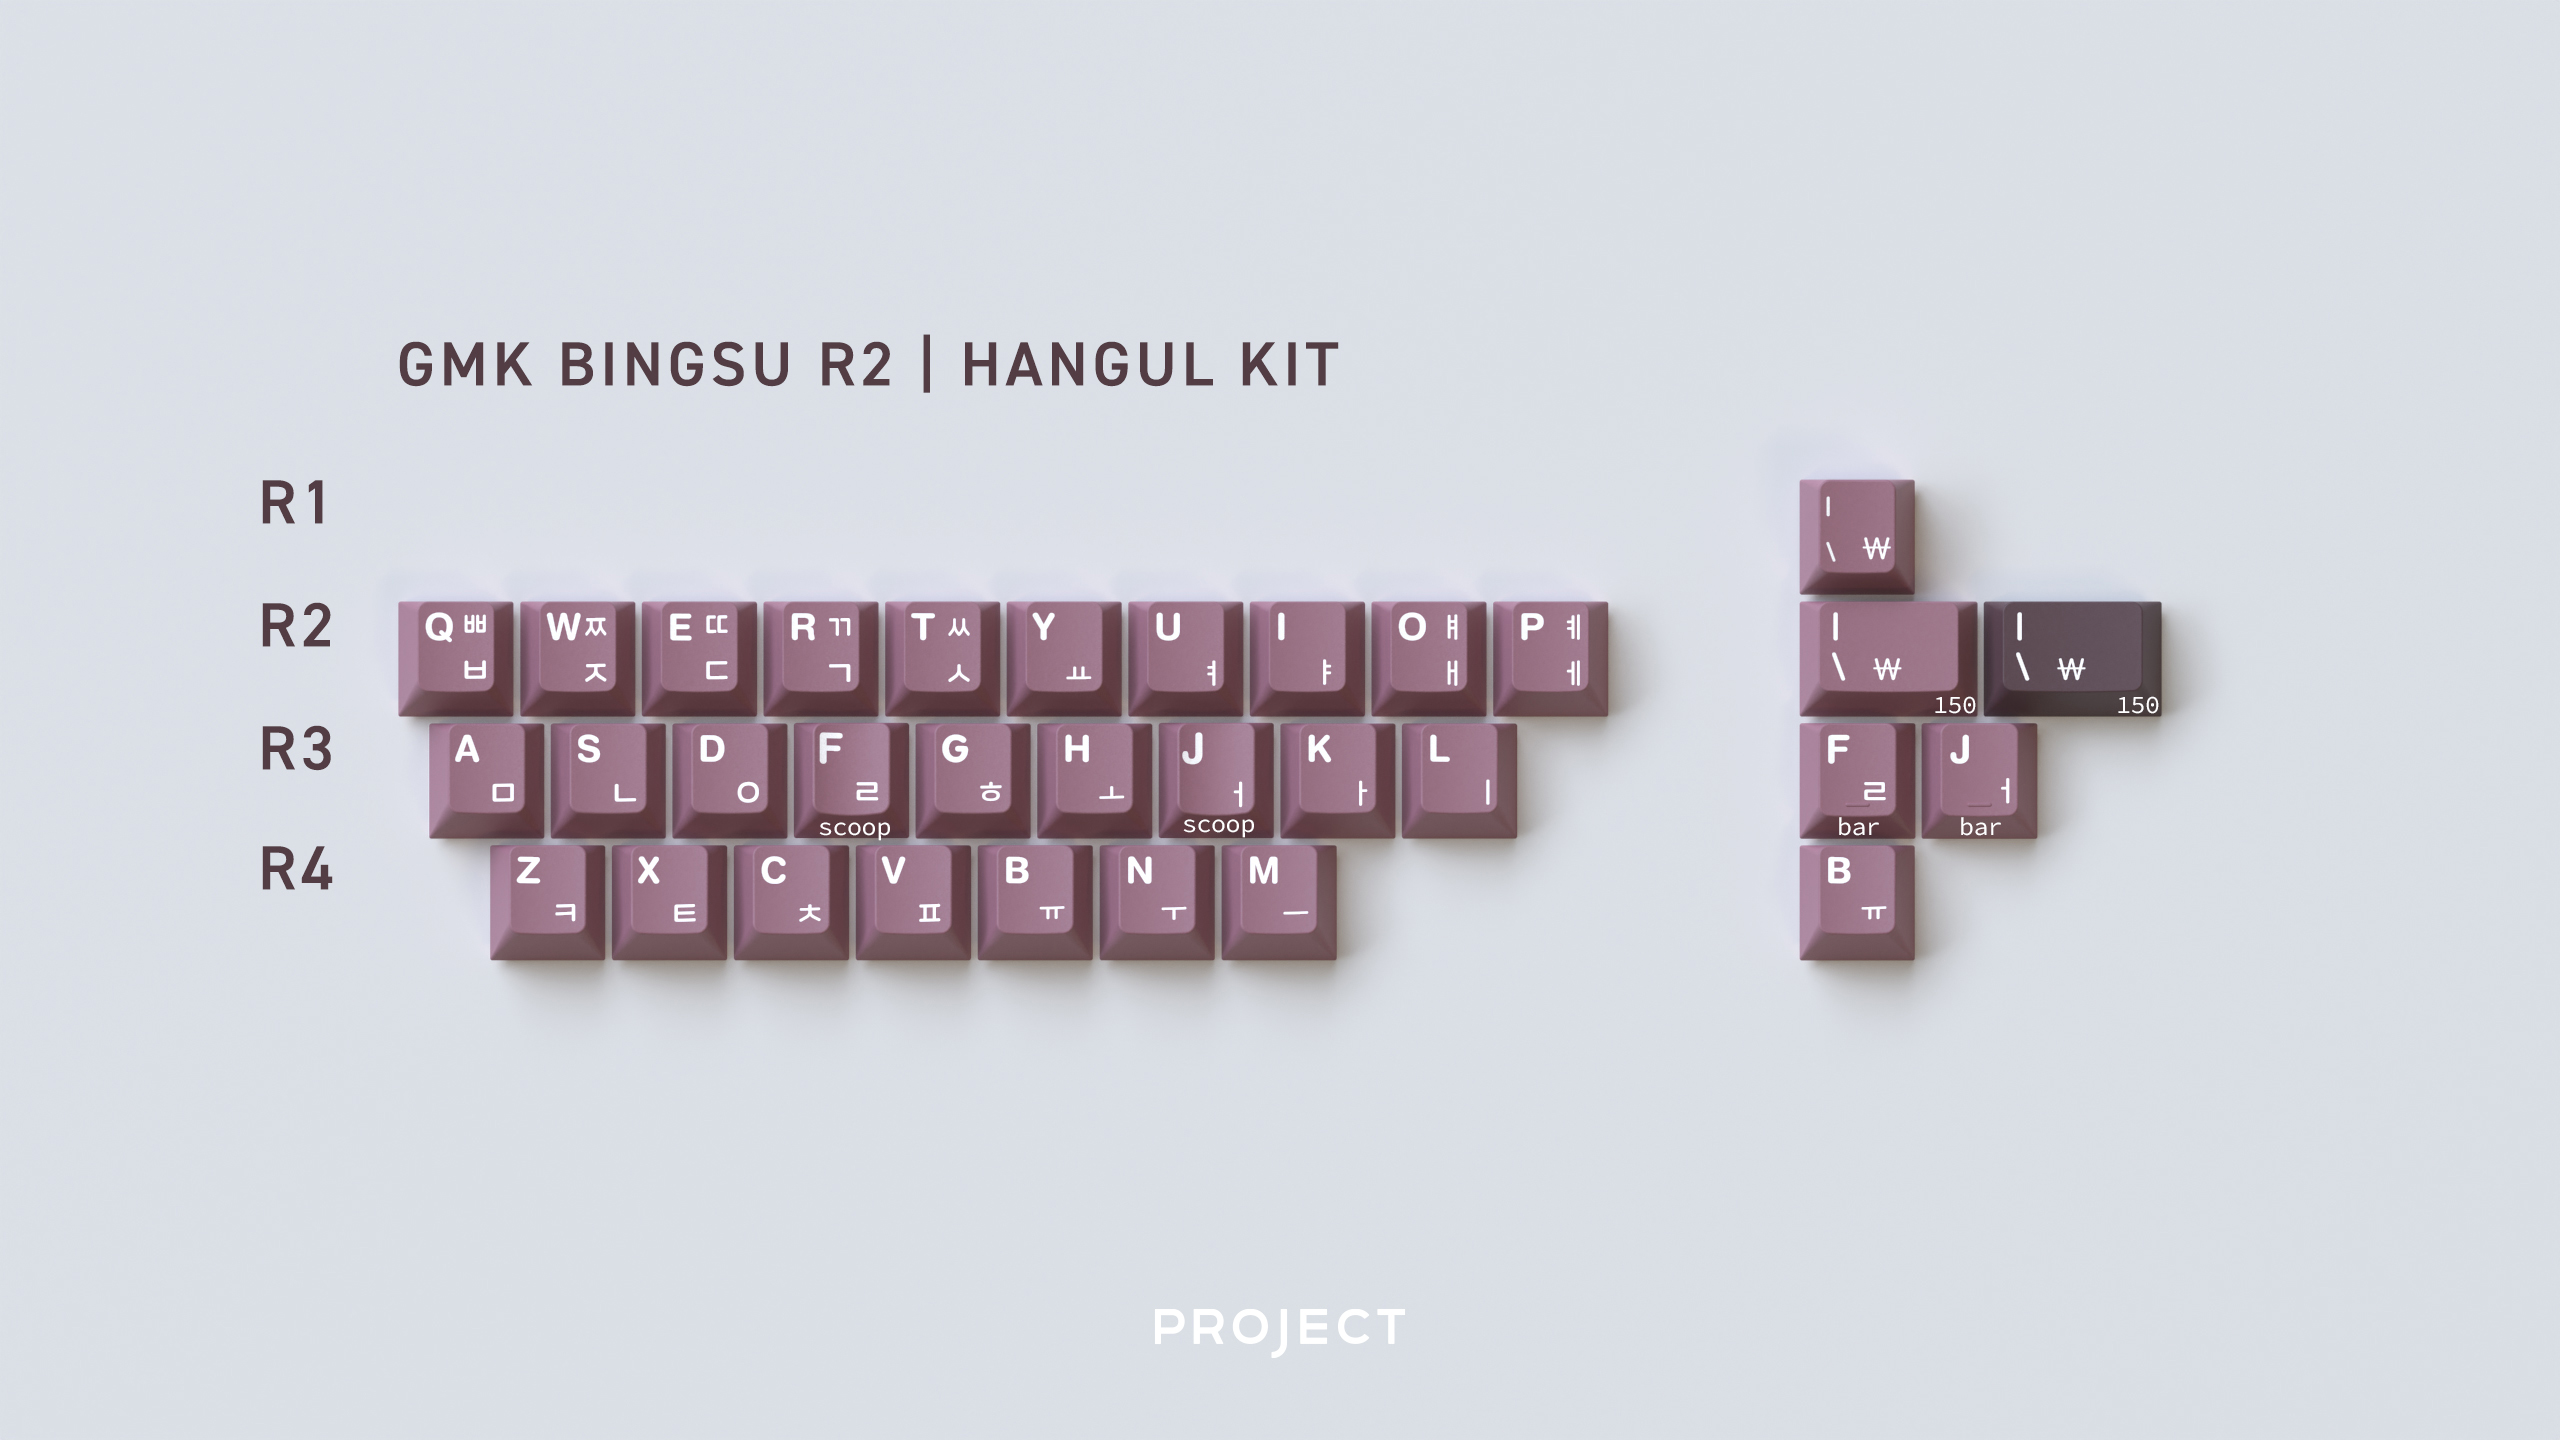 GMK BINGSU R2 | HANGUL KIT
R1
| \ ₩
R2
Q ㅃ ㅂ W ㅉ ㅈ E ㄸ ㄷ R ㄲ ㄱ T ㅆ ㅅ Y ㅛ U ㅕ I ㅑ O ㅒ ㅐ P ㅖ ㅔ
| \ ₩ 150 | \ ₩ 150
R3
A ㅁ S ㄴ D ㅇ F ㄹ scoop G ㅎ H ㅗ J ㅓ scoop K ㅏ L ㅣ
F ㄹ bar J ㅓ bar
R4
Z ㅋ X ㅌ C ㅊ V ㅍ B ㅠ N ㅜ M ㅡ
B ㅠ
PROJECT